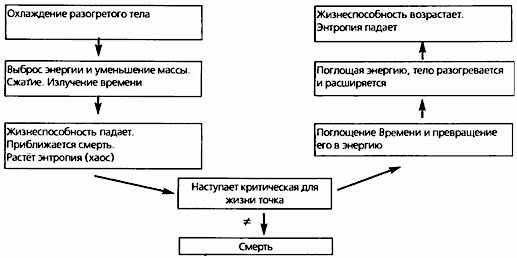 Охлаждение разогретого тела
Выброс энергии и уменьшение массы.
Сжатие. Излучение времени
Жизнеспособность падает.
Приближается смерть.
Растёт энтропия (хаос)
Наступает критическая для
жизни точка
≠
Смерть
Поглощение Времени и превращение
его в энергию
Поглощая энергию, тело разогревается
и расширяется
Жизнеспособность возрастает.
Энтропия падает